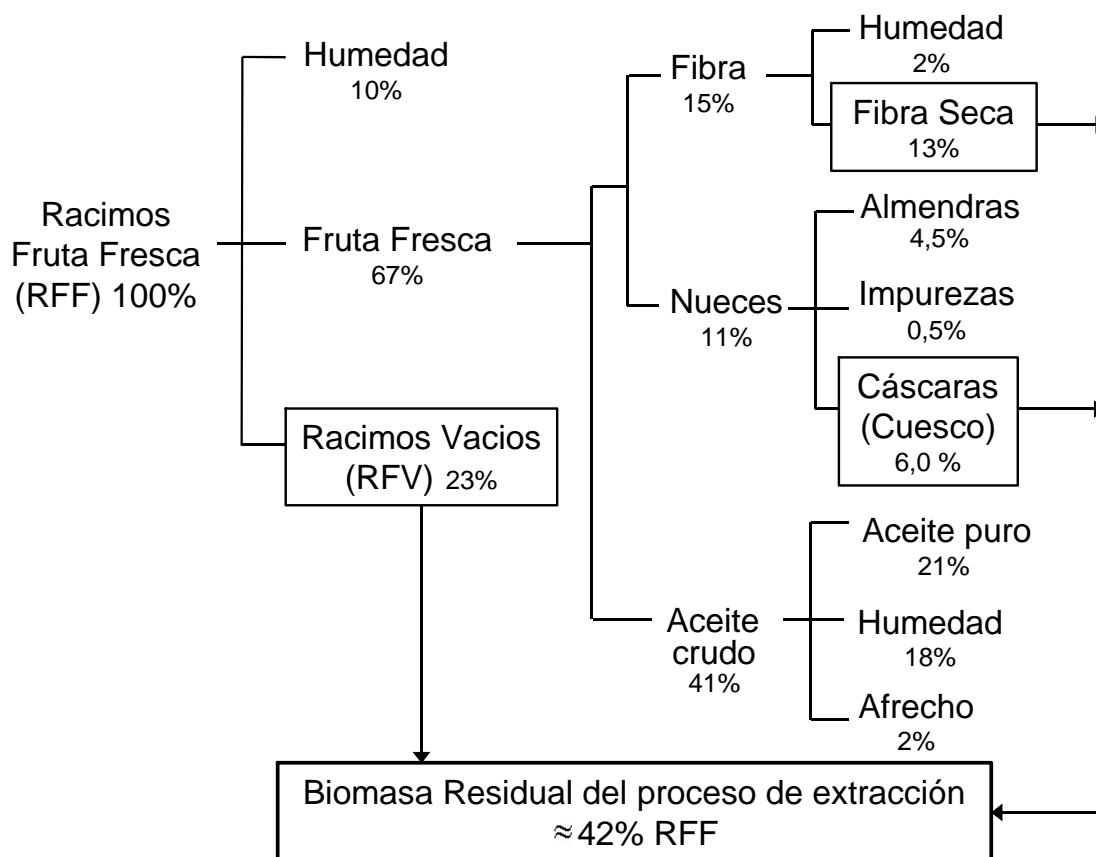 Racimos
Fruta Fresca
(RFF) 100%
Humedad
10%
Fruta Fresca
67%
Racimos Vacios
(RFV) 23%
Fibra
15%
Humedad
2%
Fibra Seca
13%
Nueces
11%
Almendras
4,5%
Impurezas
0,5%
Cáscaras
(Cuesco)
6,0 %
Aceite
crudo
41%
Aceite puro
21%
Humedad
18%
Afrecho
2%
Biomasa Residual del proceso de extracción
≈42% RFF